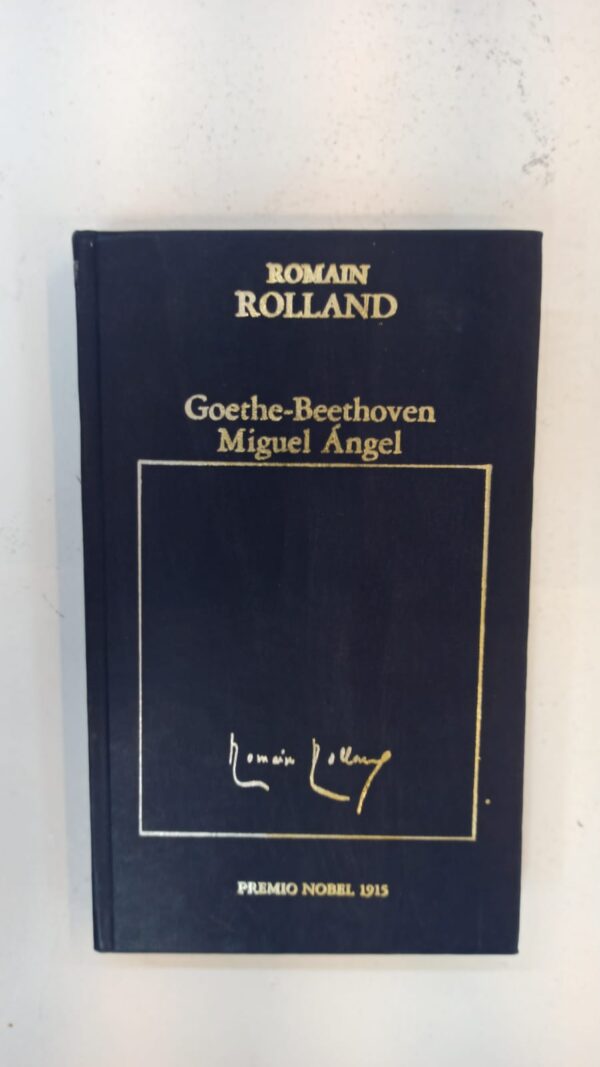 ROMAIN
ROLLAND
Goethe-Beethoven
Miguel Ángel
Romain Rolland
PREMIO NOBEL 1915